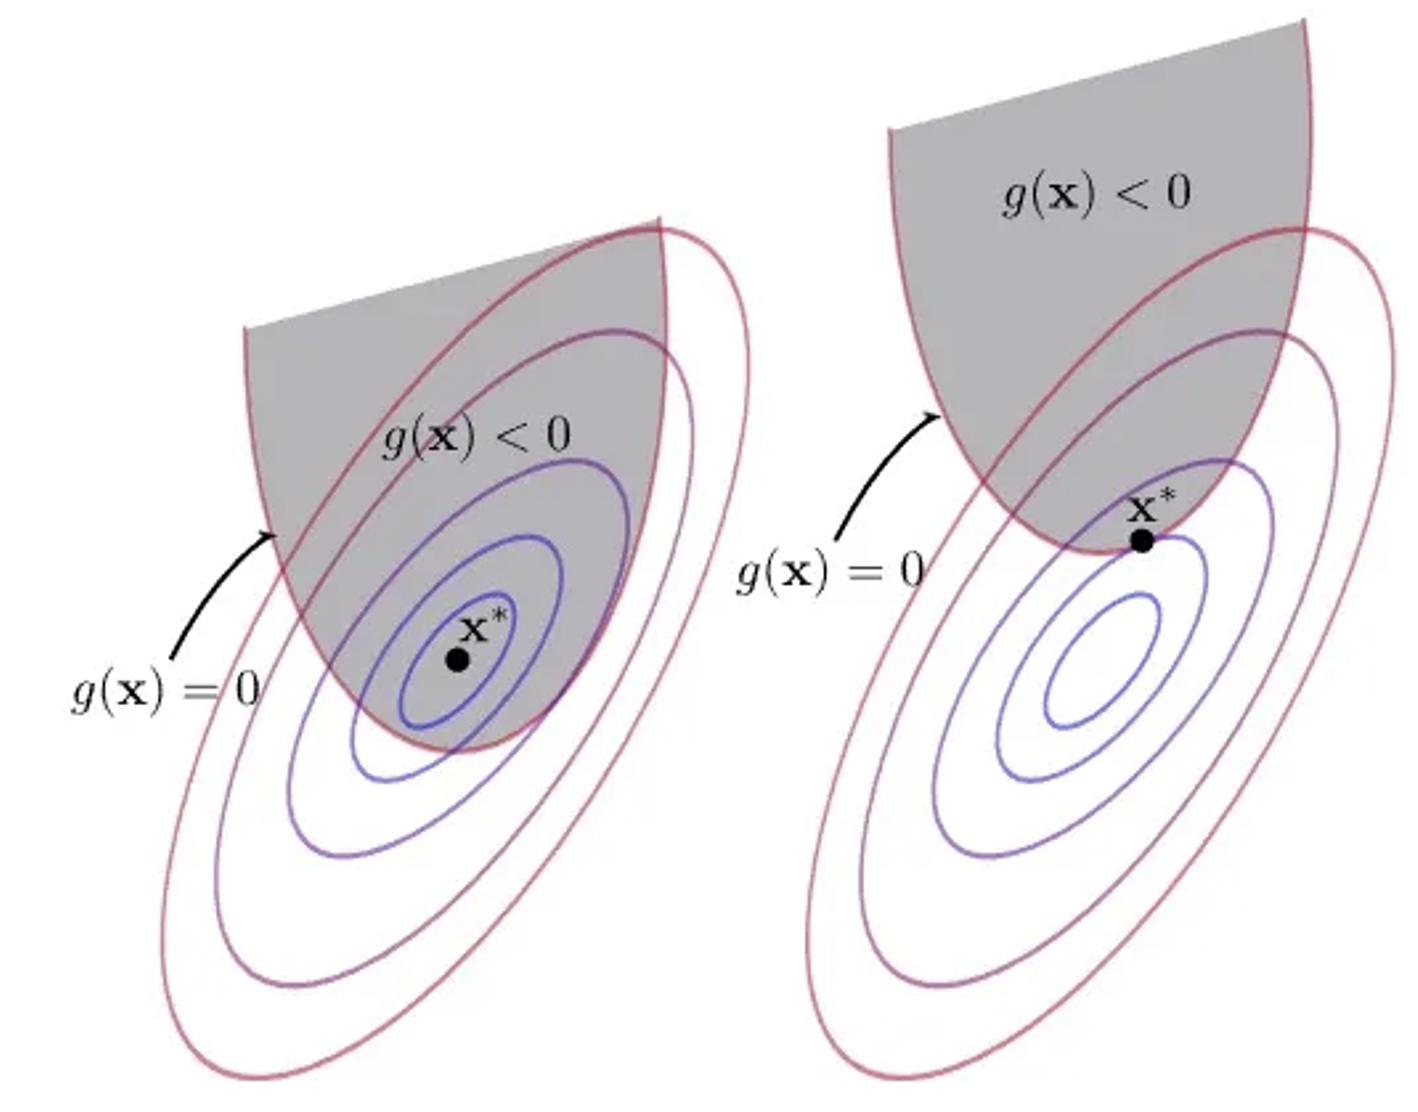 g(𝐱) < 0
𝐱*
g(𝐱) = 0
g(𝐱) < 0
𝐱*
g(𝐱) = 0